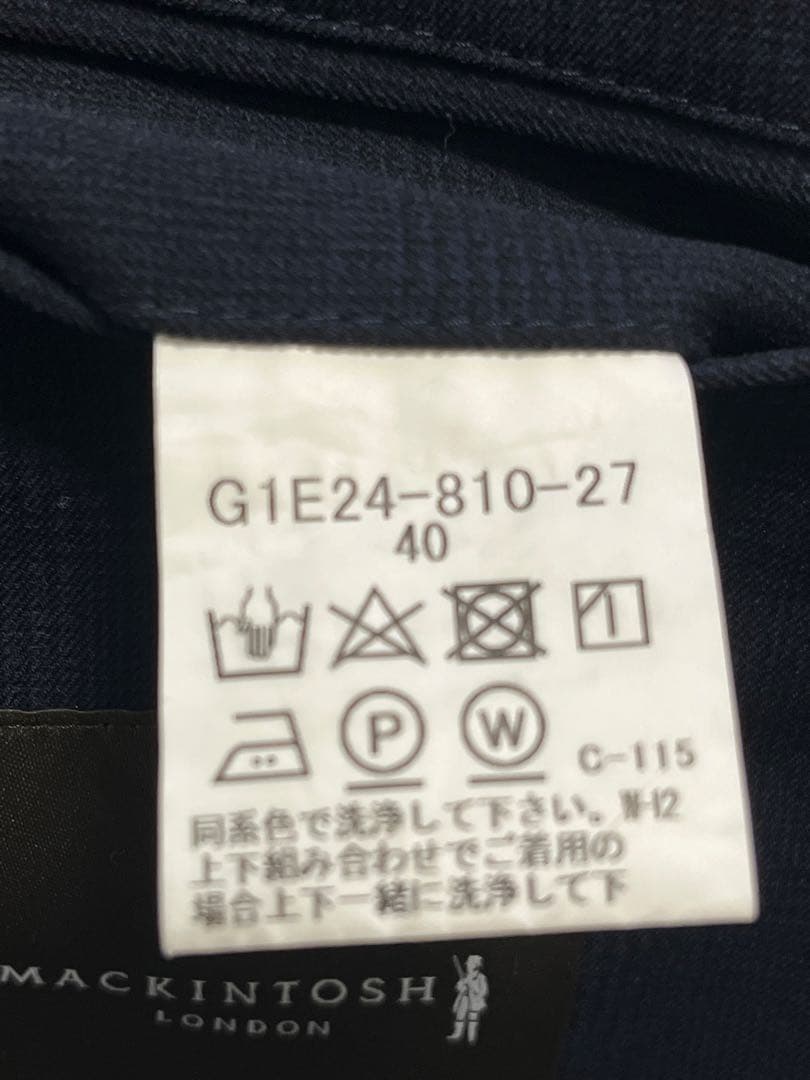 G1E24-810-27
40
P
W
C-115
同系色で洗浄して下さい。W-12
上下組み合わせでご着用の
場合上下一緒に洗浄して下
MACKINTOSH
LONDON